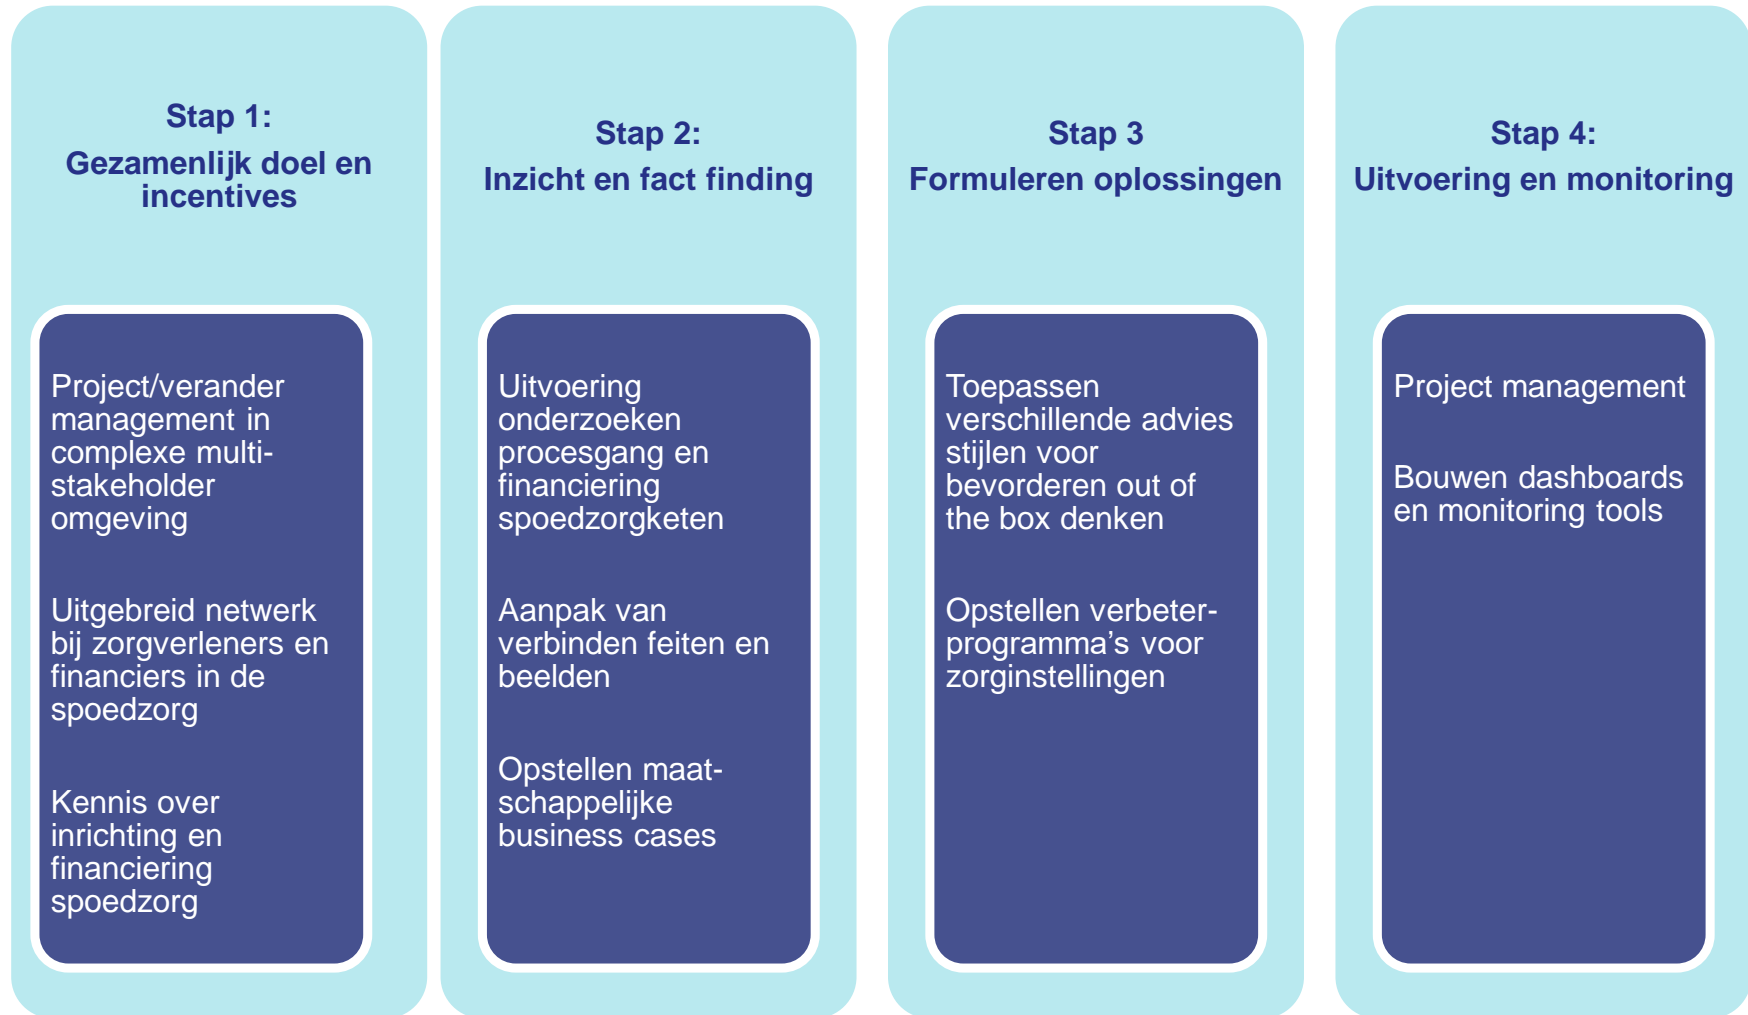 Stap 1:
Gezamenlijk doel en
incentives
Project/verander
management in
complexe multi-
stakeholder
omgeving
Uitgebreid netwerk
bij zorgverleners en
financiers in de
spoedzorg
Kennis over
inrichting en
financiering
spoedzorg
Stap 2:
Inzicht en fact finding
Uitvoering
onderzoeken
procesgang en
financiering
spoedzorgketen
Aanpak van
verbinden feiten en
beelden
Opstellen maat-
schappelijke
business cases
Stap 3
Formuleren oplossingen
Toepassen
verschillende advies
stijlen voor
bevorderen out of
the box denken
Opstellen verbeter-
programma’s voor
zorginstellingen
Stap 4:
Uitvoering en monitoring
Project management
Bouwen dashboards
en monitoring tools